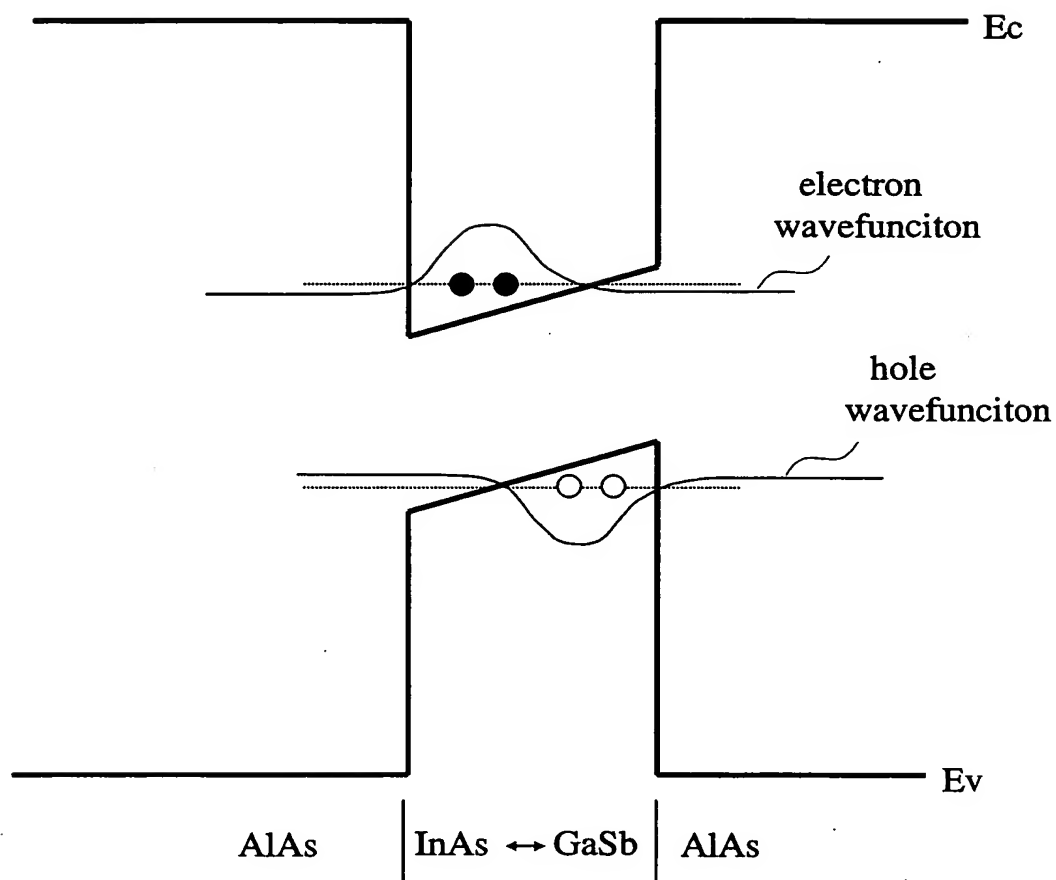 Ec
electron
wavefunciton
hole
wavefunciton
Ev
AlAs InAs ↔ GaSb AlAs